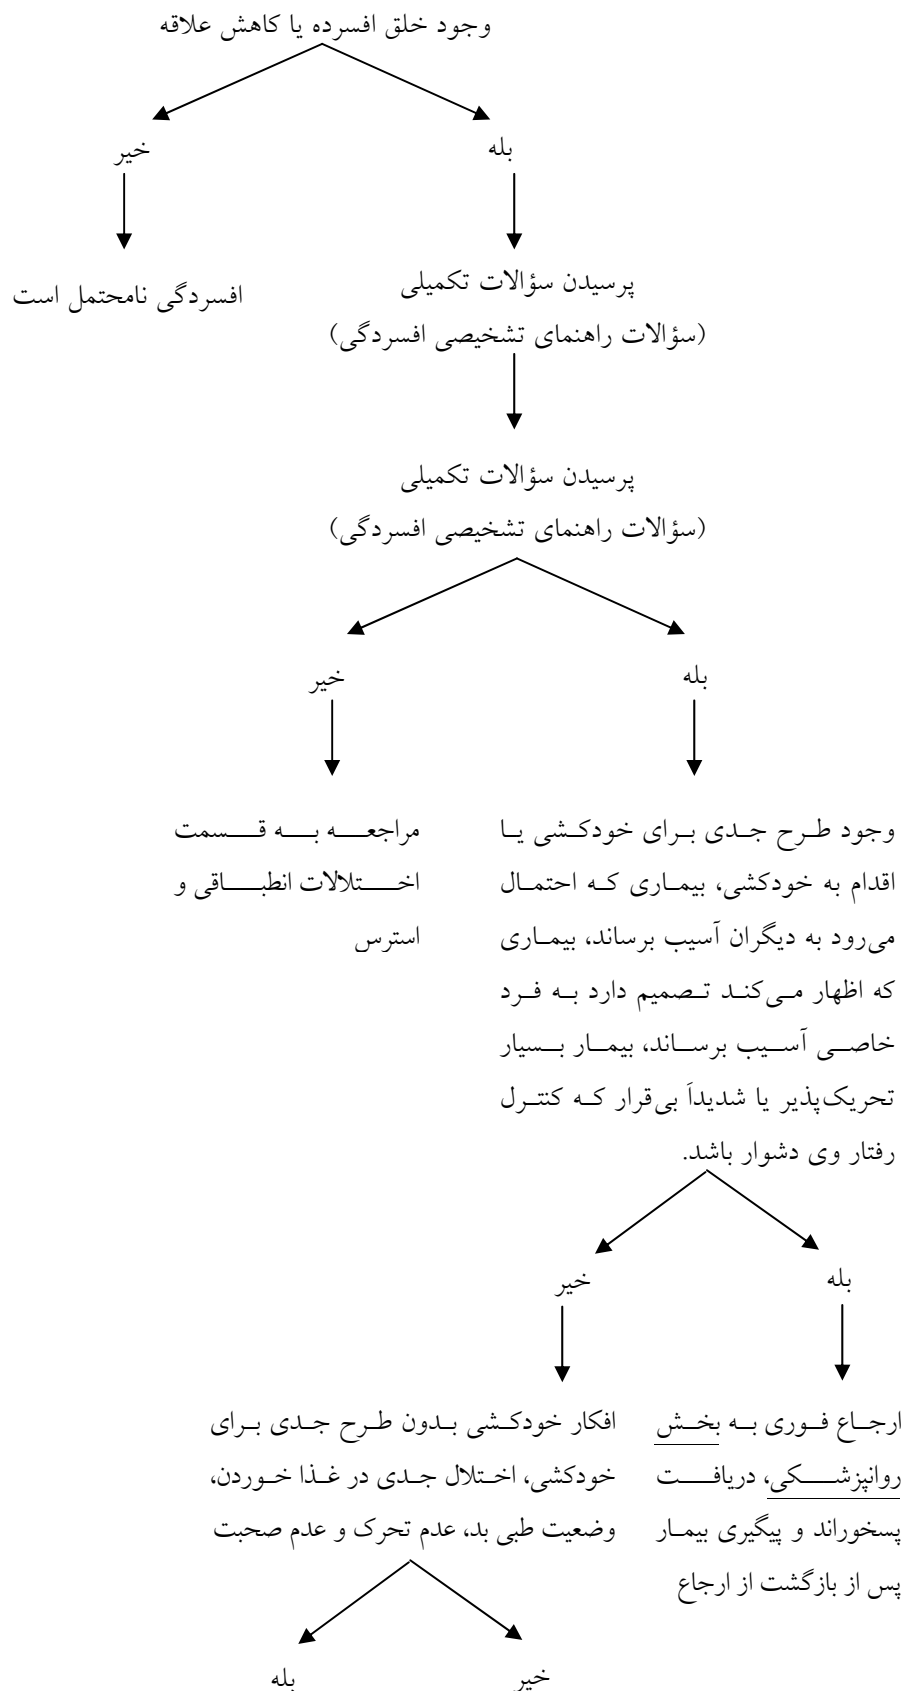 وجود خلق افسرده یا کاهش علاقه
بله
خیر
پرسیدن سؤالات تکمیلی
(سؤالات راهنمای تشخیصی افسردگی)
افسردگی نامحتمل است
پرسیدن سؤالات تکمیلی
(سؤالات راهنمای تشخیصی افسردگی)
بله
خیر
وجود طرح جدی برای خودکشی یا
اقدام به خودکشی، بیماری که احتمال
می‌رود به دیگران آسیب برساند، بیماری
که اظهار می‌کند تصمیم دارد به فرد
خاصی آسیب برساند، بیمار بسیار
تحریک‌پذیر یا شدیداَ بی‌قرار که کنترل
رفتار وی دشوار باشد.
مراجعه به قسمت
اختلالات انطباقی و
استرس
بله
خیر
ارجاع فوری به بخش
روانپزشکی، دریافت
پسخوراند و پیگیری بیمار
پس از بازگشت از ارجاع
افکار خودکشی بدون طرح جدی برای
خودکشی، اختلال جدی در غذا خوردن،
وضعیت طبی بد، عدم تحرک و عدم صحبت
خیر
بله